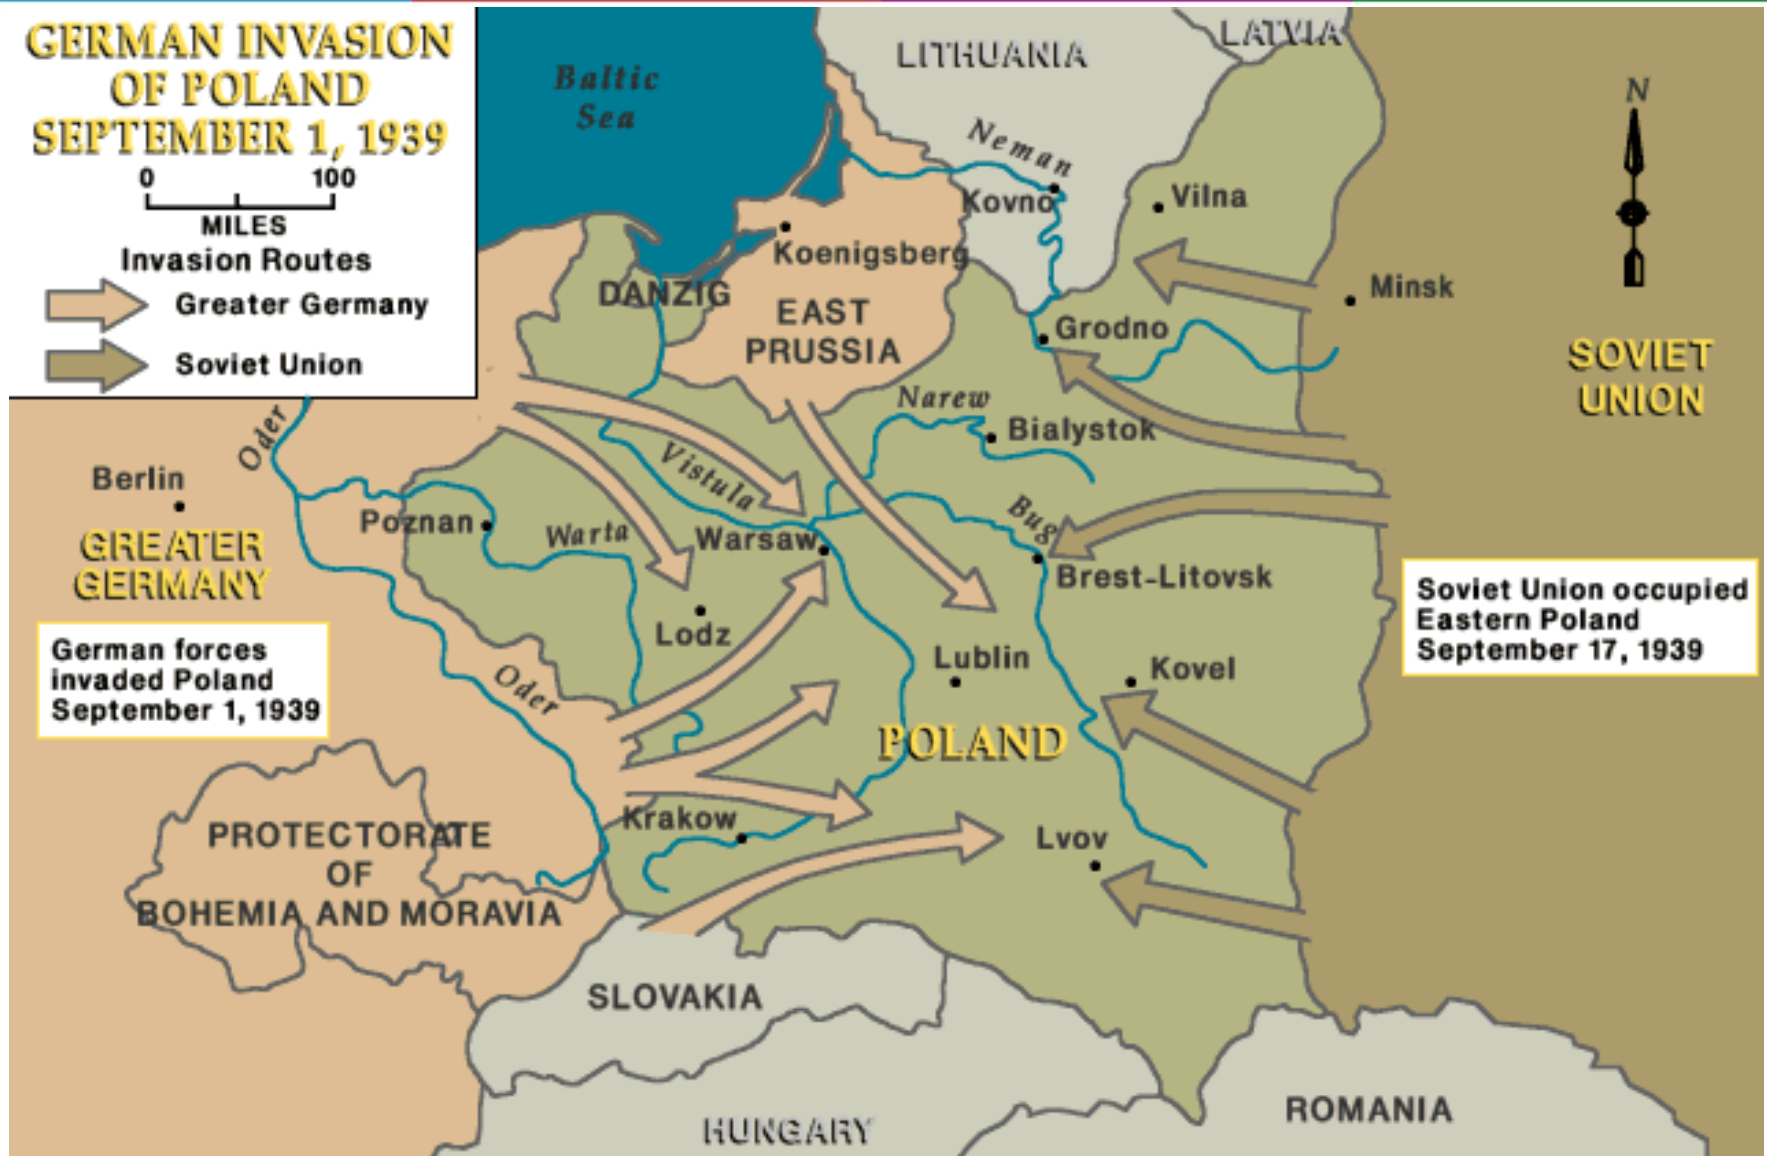 GERMAN INVASION
OF POLAND
SEPTEMBER 1, 1939
0 100
MILES
Invasion Routes
Greater Germany
Soviet Union
Baltic
Sea
LITHUANIA
LATVIA
N
Neman
Kovno
Vilna
Koenigsberg
DANZIG
EAST
PRUSSIA
Minsk
Grodno
SOVIET
UNION
Narew
Bialystok
Oder
Berlin
Vistula
Poznan
Warta
Warsaw
Bug
GREATER
GERMANY
Brest-Litovsk
Soviet Union occupied
Eastern Poland
September 17, 1939
German forces
invaded Poland
September 1, 1939
Lodz
Oder
Lublin
Kovel
POLAND
PROTECTORATE
OF
BOHEMIA AND MORAVIA
Krakow
Lvov
SLOVAKIA
HUNGARY
ROMANIA